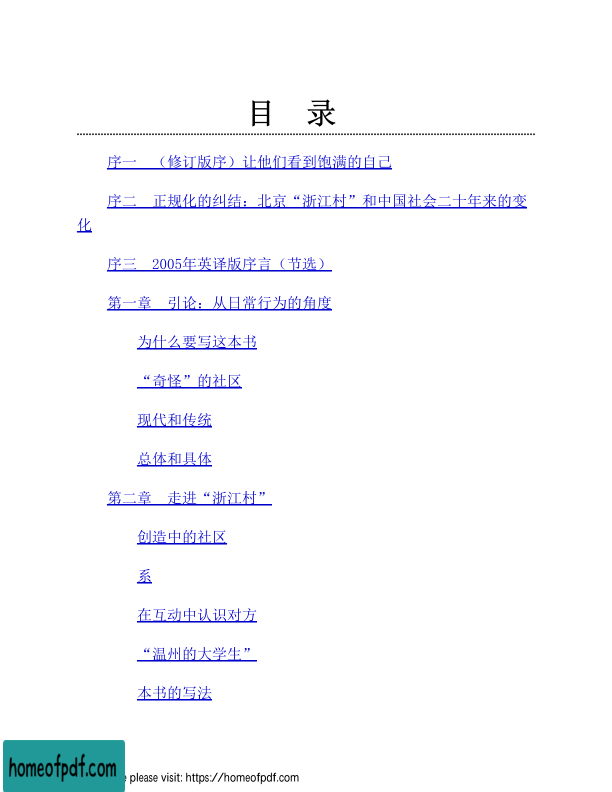 目 录
序一 （修订版序）让他们看到饱满的自己
序二 正规化的纠结：北京“浙江村”和中国社会二十年来的变
化
序三 2005年英译版序言（节选）
第一章 引论：从日常行为的角度
为什么要写这本书
“奇怪”的社区
现代和传统
总体和具体
第二章 走进“浙江村”
创造中的社区
系
在互动中认识对方
“温州的大学生”
本书的写法
homeofpdf.com
please visit: https://homeofpdf.com